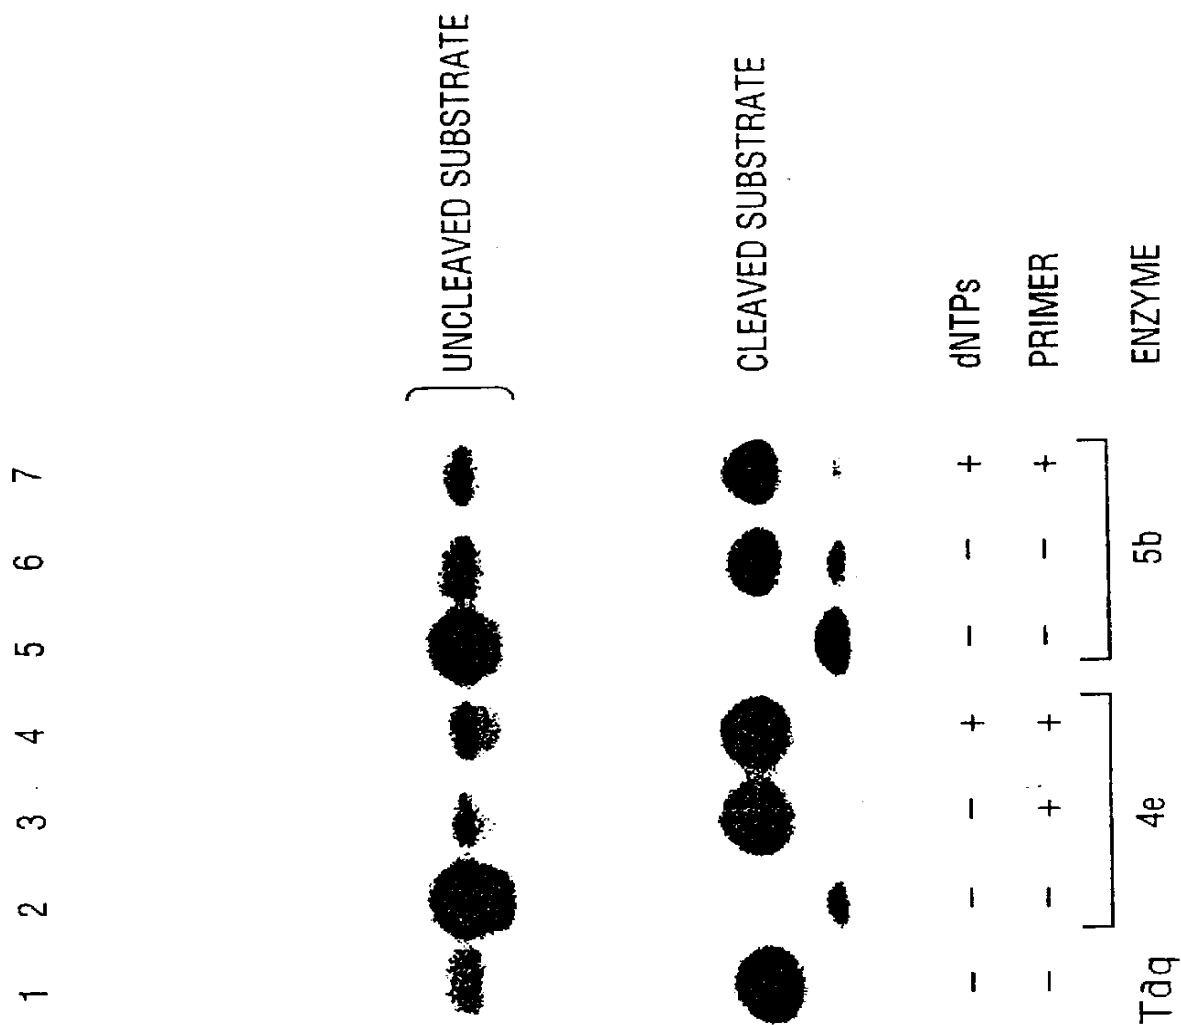 1 2 3 4 5 6 7
UNCLEAVED SUBSTRATE
CLEAVED SUBSTRATE
− − − + − − + dNTPs
− − + + − − + PRIMER
Taq 4e 5b ENZYME